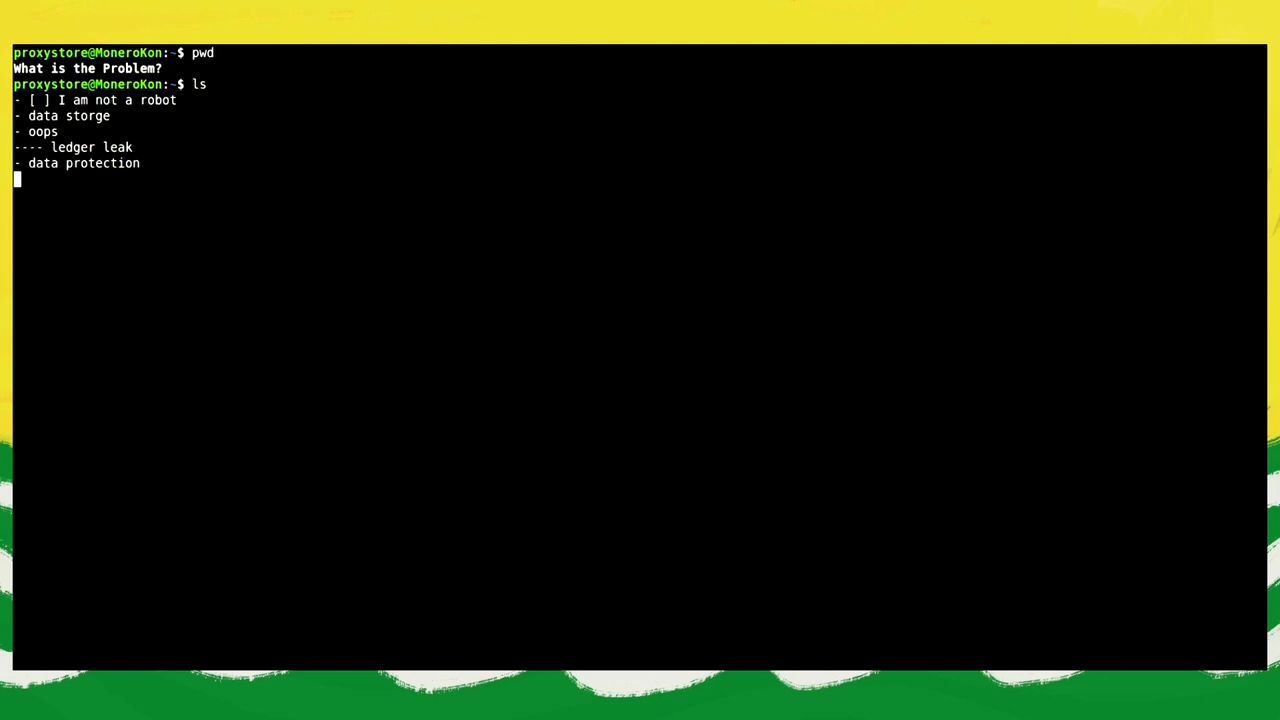 proxystore@MoneroKon:~$ pwd
What is the Problem?
proxystore@MoneroKon:~$ ls
- [ ] I am not a robot
- data storge
- oops
---- ledger leak
- data protection